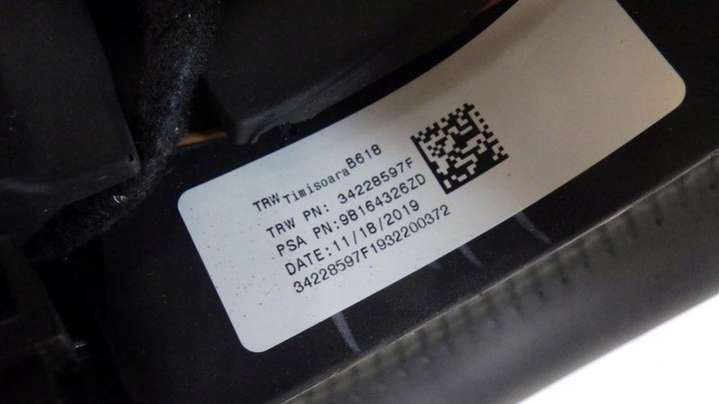 TRW Timisoara B618
TRW PN: 34228597F
PSA PN:98164326ZD
DATE:11/18/2019
34228597F1932200372